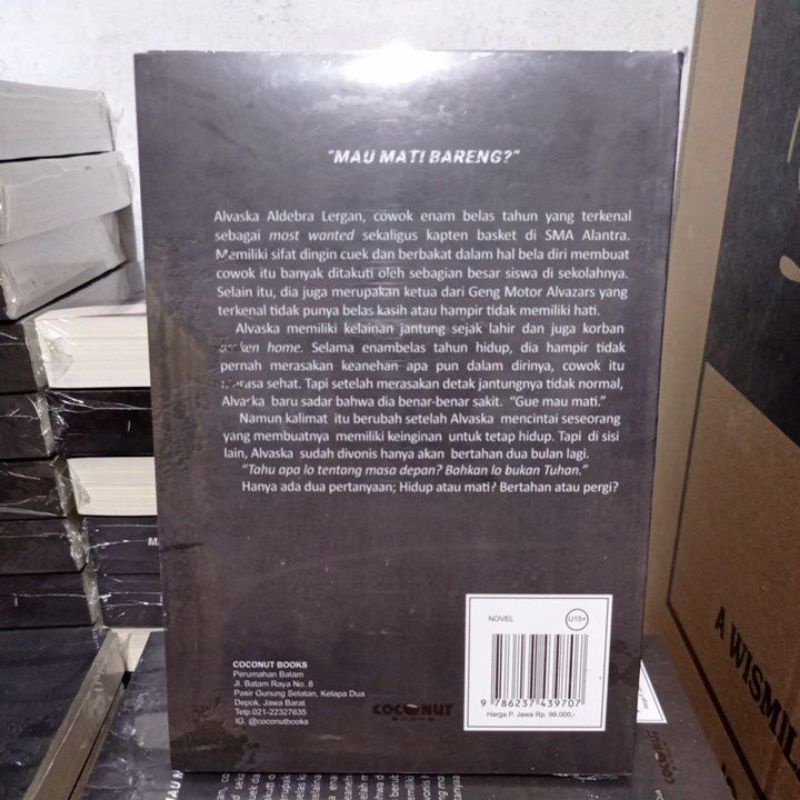 "MAU MATI BARENG?"
Alvaska Aldebra Lergan, cowok enam belas tahun yang terkenal
sebagai most wanted sekaligus kapten basket di SMA Alantra.
Memiliki sifat dingin cuek dan berbakat dalam hal bela diri membuat
cowok itu banyak ditakuti oleh sebagian besar siswa di sekolahnya.
Selain itu, dia juga merupakan ketua dari Geng Motor Alvazars yang
terkenal tidak punya belas kasih atau hampir tidak memiliki hati.
Alvaska memiliki kelainan jantung sejak lahir dan juga korban
broken home. Selama enambelas tahun hidup, dia hampir tidak
pernah merasakan keanehan apa pun dalam dirinya, cowok itu
merasa sehat. Tapi setelah merasakan detak jantungnya tidak normal,
Alvaska baru sadar bahwa dia benar-benar sakit. "Gue mau mati."
Namun kalimat itu berubah setelah Alvaska mencintai seseorang
yang membuatnya memiliki keinginan untuk tetap hidup. Tapi di sisi
lain, Alvaska sudah divonis hanya akan bertahan dua bulan lagi.
"Tahu apa lo tentang masa depan? Bahkan lo bukan Tuhan."
Hanya ada dua pertanyaan; Hidup atau mati? Bertahan atau pergi?
NOVEL
U15+
9 786237 439707
Harga P. Jawa Rp. 99.000,-
COCONUT BOOKS
Perumahan Batam
Jl. Batam Raya No. 8
Pasir Gunung Selatan, Kelapa Dua
Depok, Jawa Barat
Telp.021-22327635
IG. @coconutbooks
COCONUT
BOOKS
A WISMIL